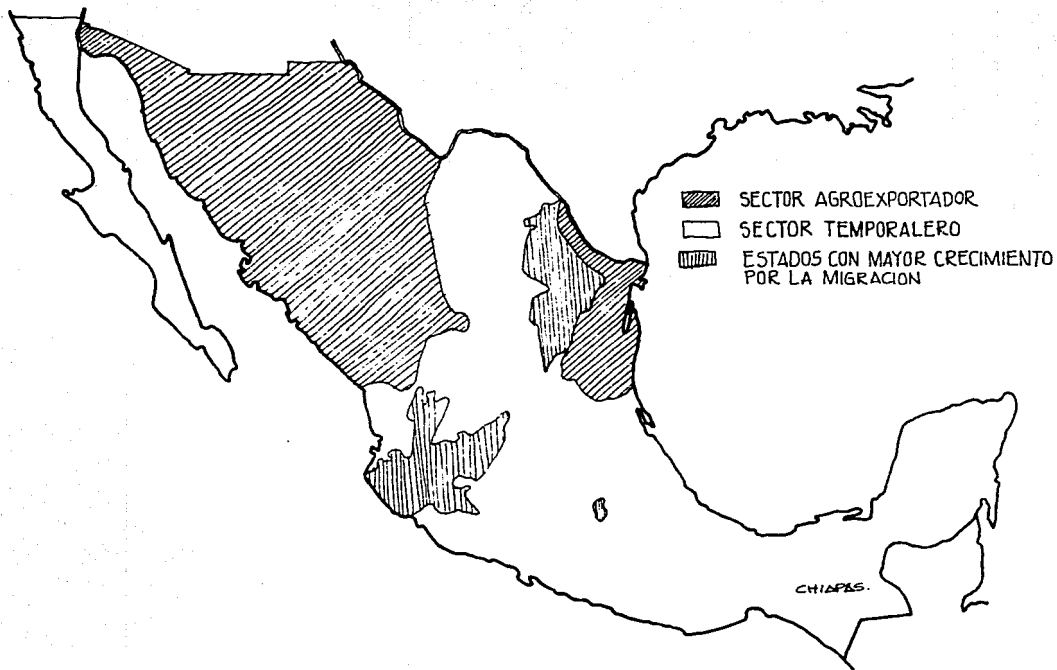 SECTOR AGROEXPORTADOR
SECTOR TEMPORALERO
ESTADOS CON MAYOR CRECIMIENTO
POR LA MIGRACION
CHIAPAS.